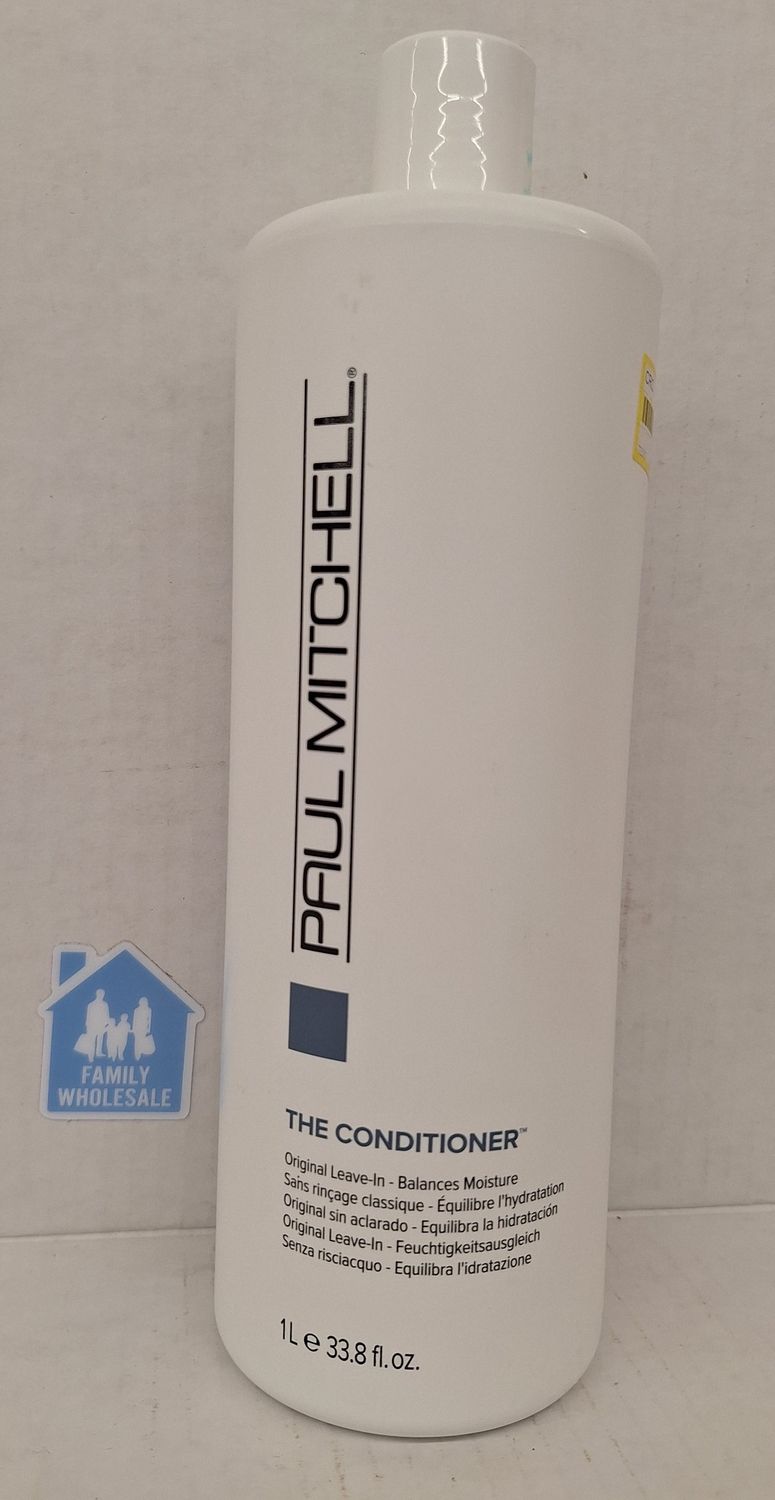 PAUL MITCHELL®
FAMILY
WHOLESALE
THE CONDITIONER™
Original Leave-In - Balances Moisture
Sans rinçage classique - Équilibre l'hydratation
Original sin aclarado - Equilibra la hidratación
Original Leave-In - Feuchtigkeitsausgleich
Senza risciacquo - Equilibra l'idratazione
1L ℮ 33.8 fl.oz.